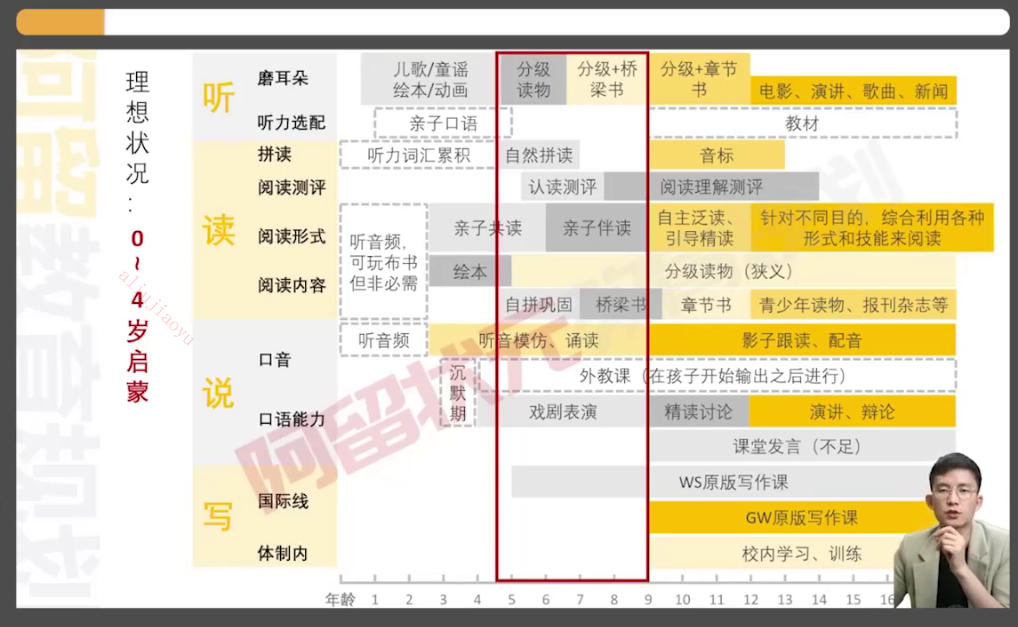 理想状况：0~4岁启蒙
听
磨耳朵
儿歌/童谣
绘本/动画
分级
读物
分级+桥
梁书
分级+章节
书
电影、演讲、歌曲、新闻
听力选配
亲子口语
教材
读
拼读
听力词汇累积
自然拼读
音标
阅读测评
认读测评
阅读理解测评
阅读形式
听音频，
可玩布书
但非必需
亲子共读
亲子伴读
自主泛读、
引导精读
针对不同目的，综合利用各种
形式和技能来阅读
阅读内容
绘本
分级读物（狭义）
自拼巩固
桥梁书
章节书
青少年读物、报刊杂志等
说
口音
听音频
听音模仿、诵读
影子跟读、配音
沉
默
期
外教课（在孩子开始输出之后进行）
口语能力
戏剧表演
精读讨论
演讲、辩论
课堂发言（不足）
写
国际线
WS原版写作课
GW原版写作课
体制内
校内学习、训练
年龄 1 2 3 4 5 6 7 8 9 10 11 12 13 14 15 16
阿留状元
aliujiaoyu